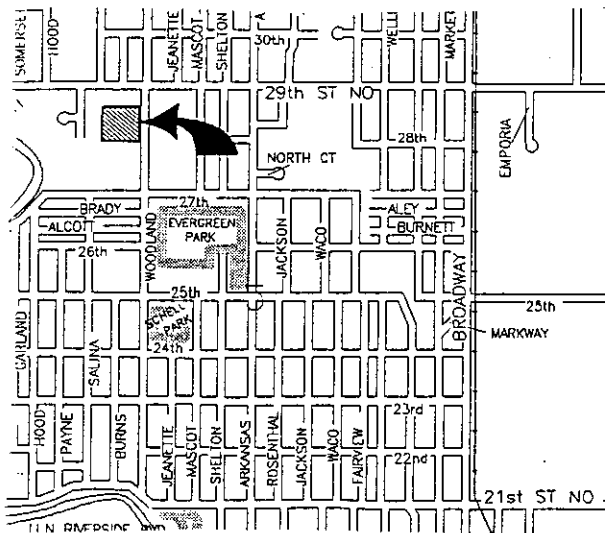 SOMERSET
HOOD
JEANETTE
MASCOT
SHELTON
A
30th
WELL
MARKET
29th ST NO
28th
EMPORIA
NORTH CT
27th
BRADY
ALEY
ALCOTT
EVERGREEN
PARK
BURNETT
26th
WOODLAND
JACKSON
WACO
BROADWAY
25th
25th
SCHELL
PARK
MARKWAY
24th
GARLAND
SALINA
23rd
HOOD
PAYNE
BURNS
JEANETTE
MASCOT
SHELTON
ARKANSAS
ROSENTHAL
JACKSON
WACO
FAIRVIEW
22nd
21st ST NO
N RIVERSIDE